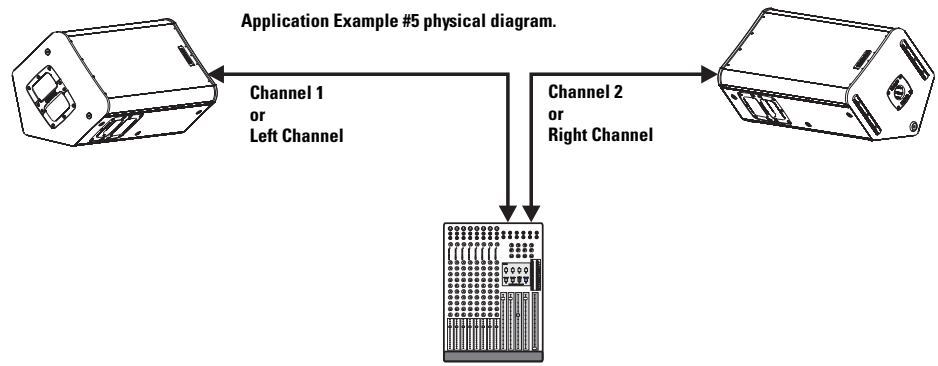 Application Example #5 physical diagram.
Channel 1
or
Left Channel
Channel 2
or
Right Channel